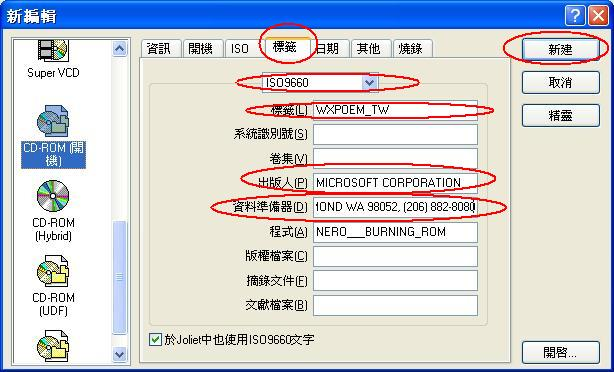 新編輯
Super VCD
CD-ROM (開
機)
CD-ROM
(Hybrid)
CD-ROM
(UDF)
資訊 開機 ISO 標籤 日期 其他 燒錄
ISO9660
標籤(L) WXPOEM_TW
系統識別號(S)
卷集(V)
出版人(P) MICROSOFT CORPORATION
資料準備器(D) IOND WA 98052, (206) 882-8080
程式(A) NERO___BURNING_ROM
版權檔案(C)
摘錄文件(F)
文獻檔案(B)
於Joliet中也使用ISO9660文字
新建
取消
精靈
開啓...